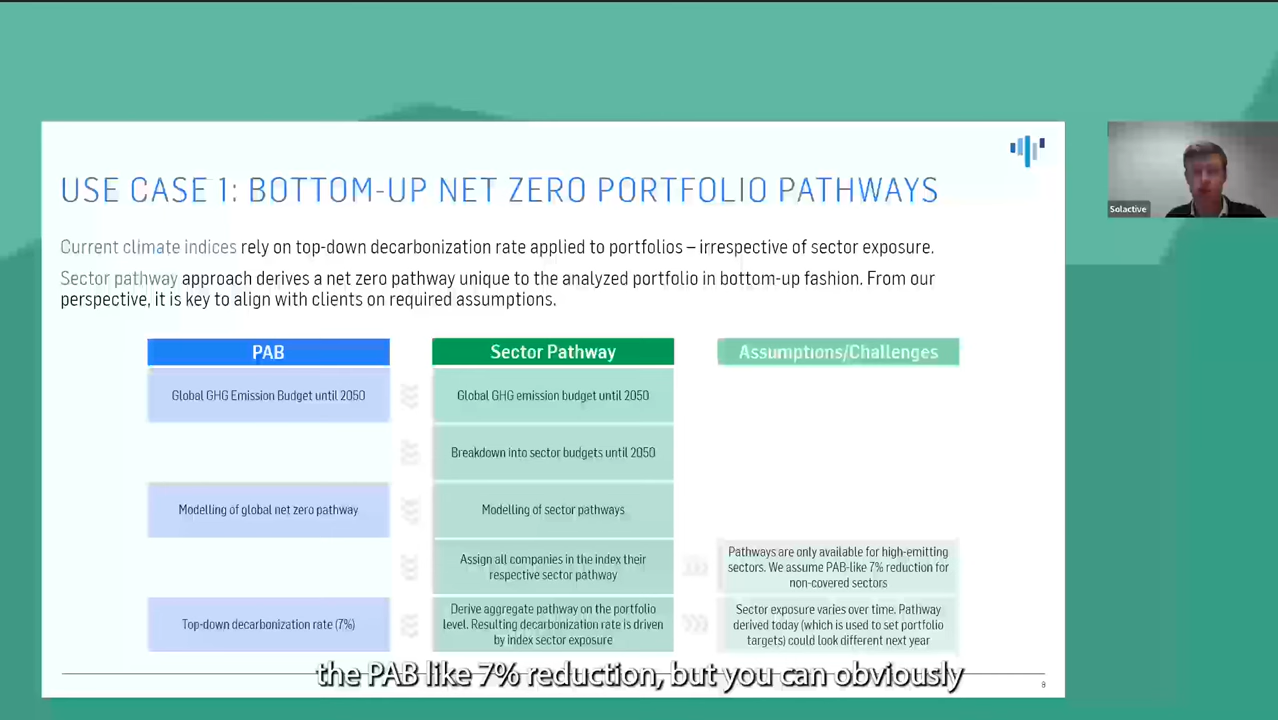 USE CASE 1: BOTTOM-UP NET ZERO PORTFOLIO PATHWAYS
Solactive
Current climate indices rely on top-down decarbonization rate applied to portfolios – irrespective of sector exposure.
Sector pathway approach derives a net zero pathway unique to the analyzed portfolio in bottom-up fashion. From our
perspective, it is key to align with clients on required assumptions.
PAB
Sector Pathway
Assumptions/Challenges
Global GHG Emission Budget until 2050
Global GHG emission budget until 2050
Breakdown into sector budgets until 2050
Modelling of global net zero pathway
Modelling of sector pathways
Assign all companies in the index their
respective sector pathway
Pathways are only available for high-emitting
sectors. We assume PAB-like 7% reduction for
non-covered sectors
Top-down decarbonization rate (7%)
Derive aggregate pathway on the portfolio
level. Resulting decarbonization rate is driven
by index sector exposure
Sector exposure varies over time. Pathway
derived today (which is used to set portfolio
targets) could look different next year
the PAB like 7% reduction, but you can obviously